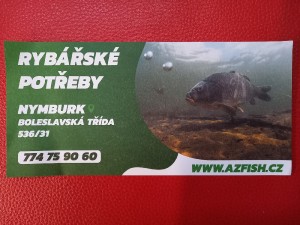 RYBÁŘSKÉ
POTŘEBY
NYMBURK
BOLESLAVSKÁ TŘÍDA
536/31
774 75 90 60
WWW.AZFISH.CZ